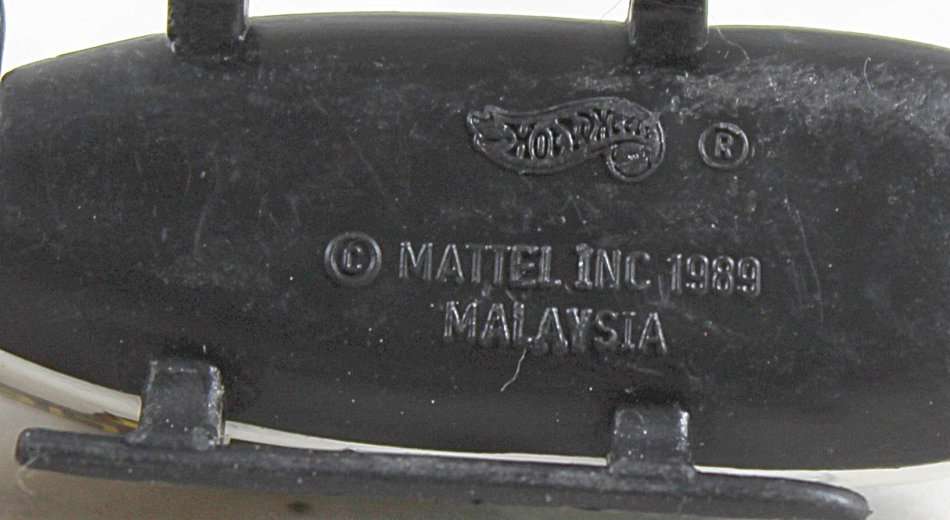 HOT WHEELS ®
© MATTEL INC 1989
MALAYSIA